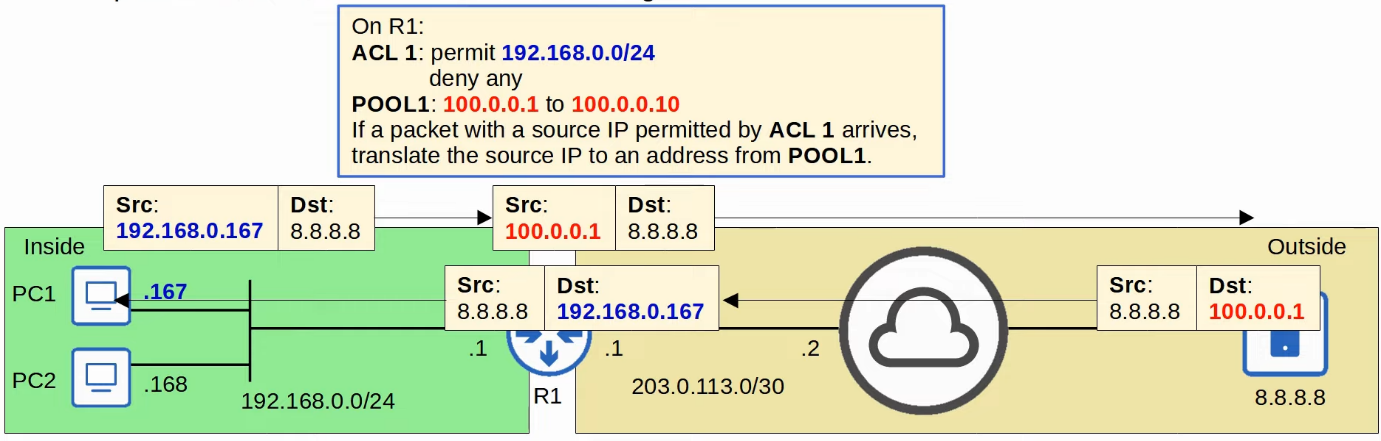 On R1:
ACL 1: permit 192.168.0.0/24
deny any
POOL1: 100.0.0.1 to 100.0.0.10
If a packet with a source IP permitted by ACL 1 arrives,
translate the source IP to an address from POOL1.
Src: Dst:
192.168.0.167 8.8.8.8
Src: Dst:
100.0.0.1 8.8.8.8
Inside
Outside
PC1
.167
Src: Dst:
8.8.8.8 192.168.0.167
Src: Dst:
8.8.8.8 100.0.0.1
.1
.1
.2
PC2
.168
192.168.0.0/24
R1
203.0.113.0/30
8.8.8.8